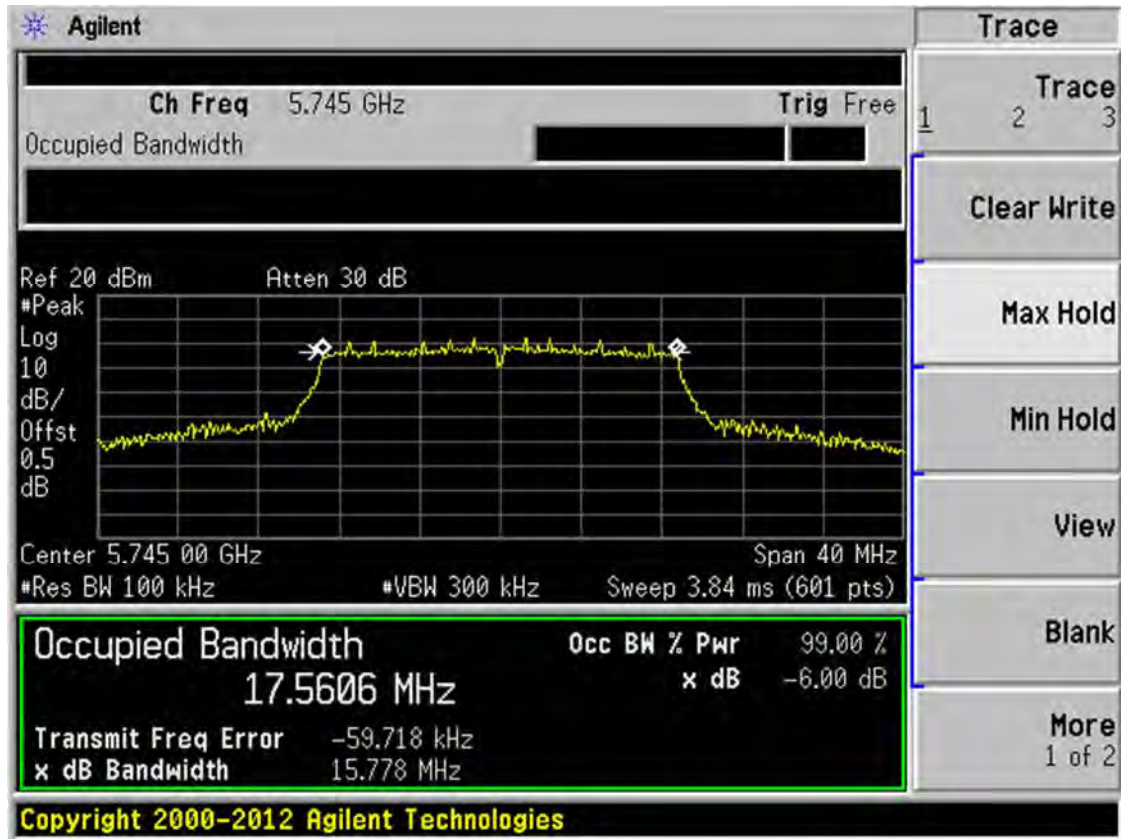 Agilent
Trace
Ch Freq 5.745 GHz Trig Free
Occupied Bandwidth
Trace
1 2 3
Clear Write
Ref 20 dBm Atten 30 dB
#Peak
Log
10
dB/
Offst
0.5
dB
Max Hold
Min Hold
View
Center 5.745 00 GHz Span 40 MHz
#Res BW 100 kHz #VBW 300 kHz Sweep 3.84 ms (601 pts)
Occupied Bandwidth
17.5606 MHz
Occ BW % Pwr 99.00 %
x dB -6.00 dB
Transmit Freq Error -59.718 kHz
x dB Bandwidth 15.778 MHz
Blank
More
1 of 2
Copyright 2000-2012 Agilent Technologies